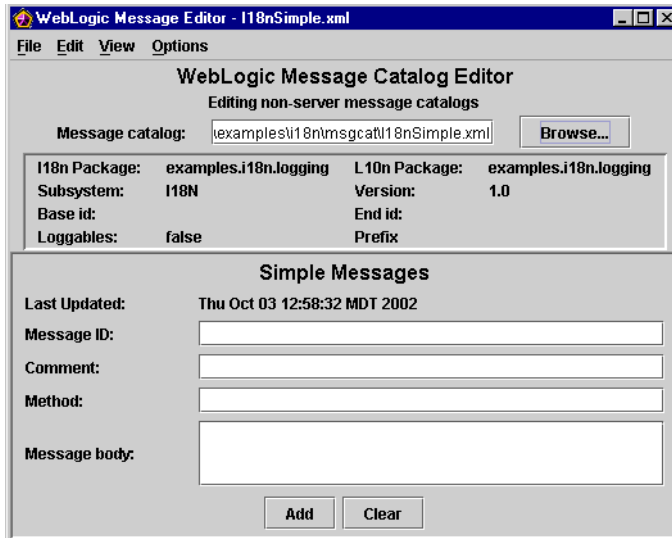 WebLogic Message Editor - I18nSimple.xml
File Edit View Options
WebLogic Message Catalog Editor
Editing non-server message catalogs
Message catalog: \examples\i18n\msgcat\I18nSimple.xml Browse...
I18n Package: examples.i18n.logging L10n Package: examples.i18n.logging
Subsystem: I18N Version: 1.0
Base id: End id:
Loggables: false Prefix
Simple Messages
Last Updated: Thu Oct 03 12:58:32 MDT 2002
Message ID:
Comment:
Method:
Message body:
Add Clear